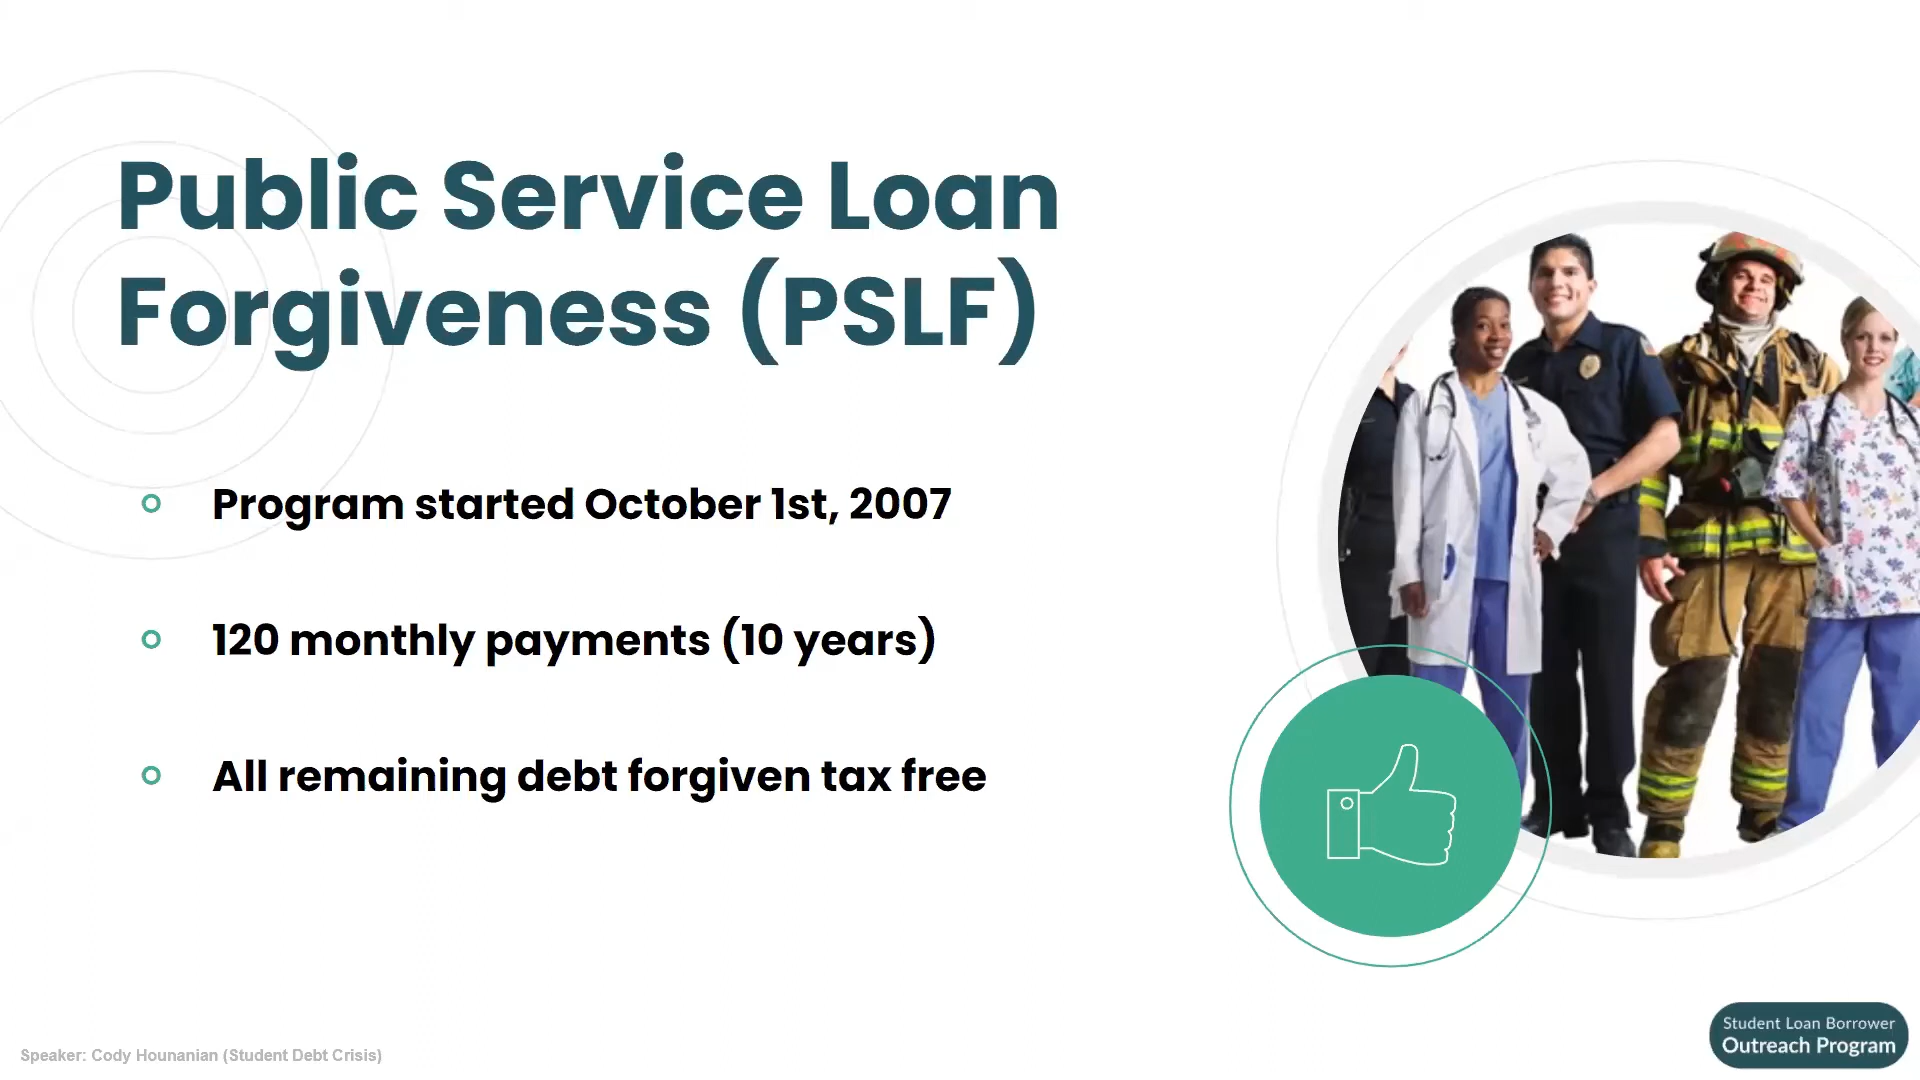 Public Service Loan
Forgiveness (PSLF)
Program started October 1st, 2007
120 monthly payments (10 years)
All remaining debt forgiven tax free
Speaker: Cody Hounanian (Student Debt Crisis)
Student Loan Borrower
Outreach Program